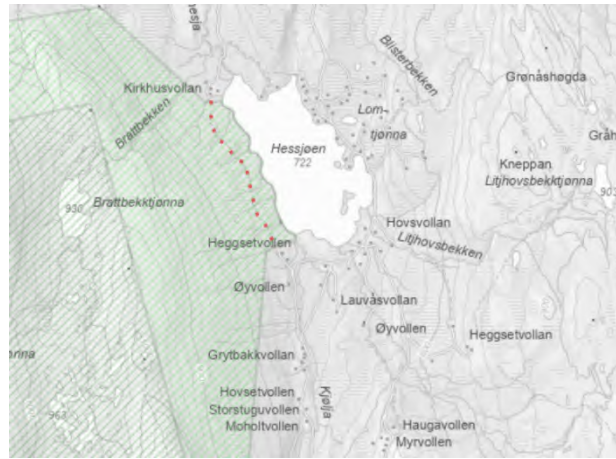 Kirkhusvollan
Blisterbekken
Grønåshøgda
Brattbekken
Lom-
tjønna
Hessjøen
722
Kneppan
Litjhovsbekktjønna
903
930
Brattbekktjønna
Hovsvollan
Litjhovsbekken
Heggsetvollen
Øyvollen
Lauvåsvollan
Øyvollen
Heggsetvollan
Grytbakkvollan
963
Hovsetvollen
Kjølja
Storstuguvollen
Moholtvollen
Haugavollen
Myrvollen